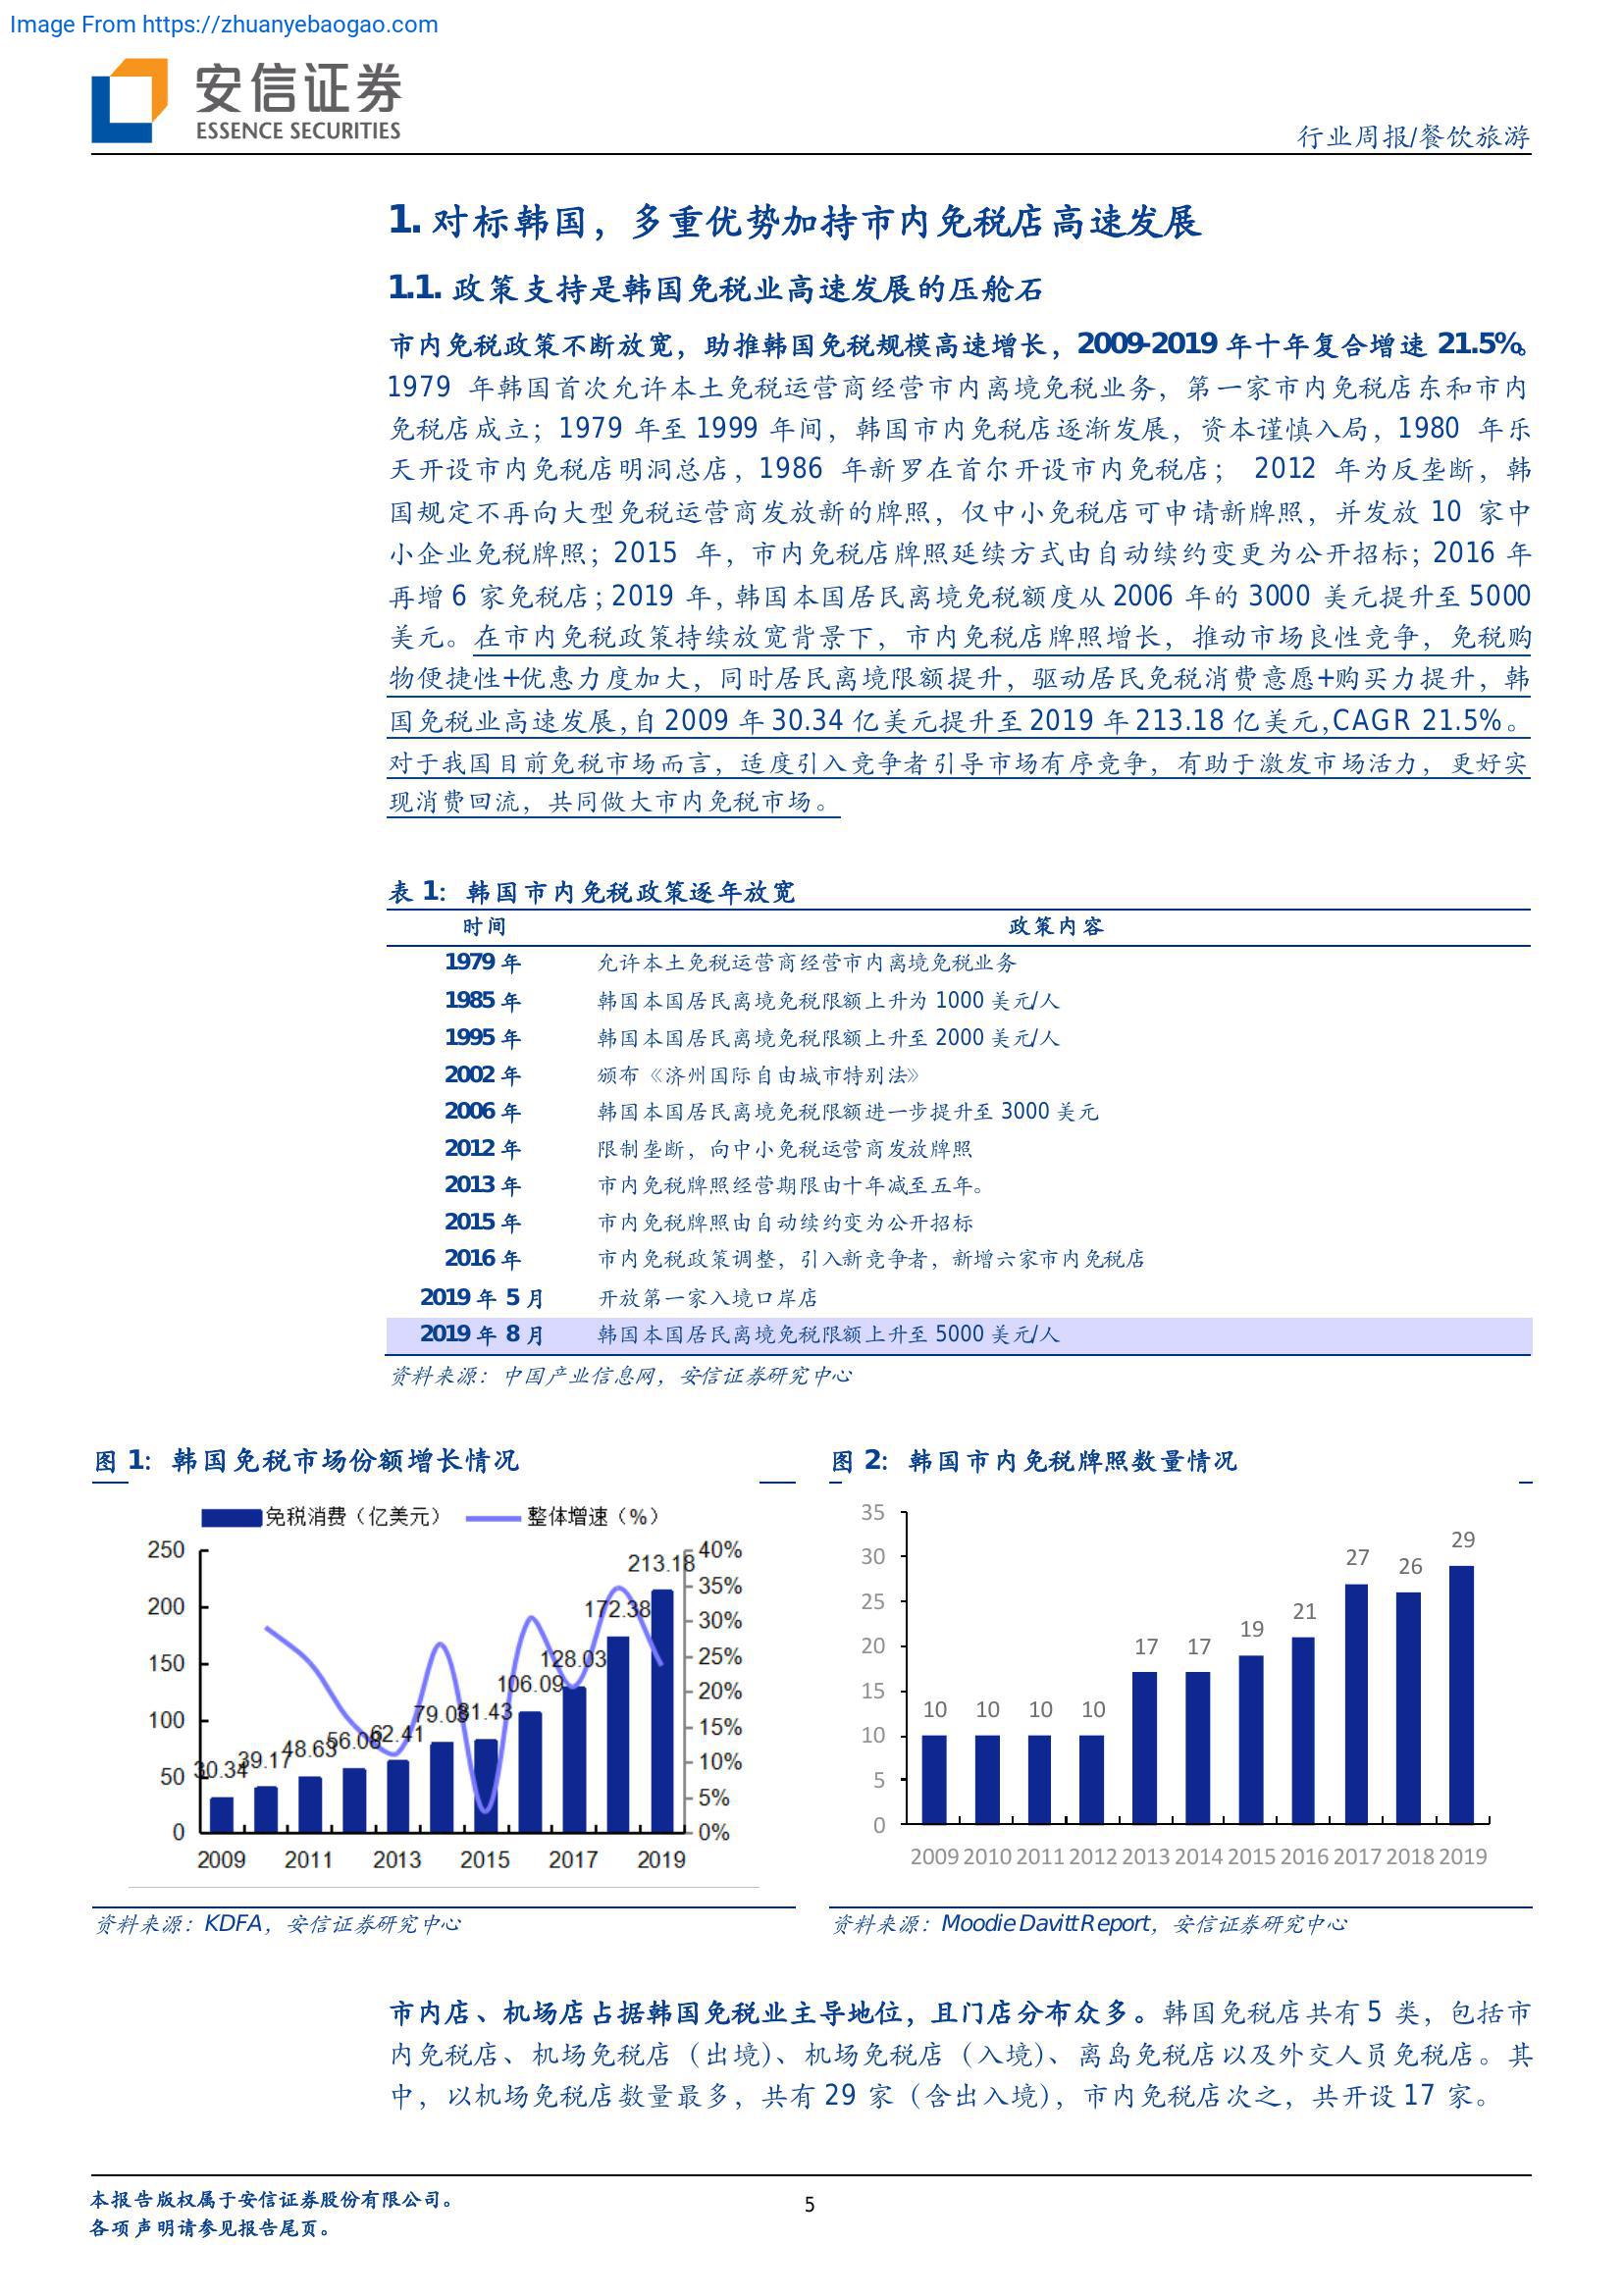 Image From https://zhuanyebaogao.com
安信证券
ESSENCE SECURITIES
行业周报/餐饮旅游
1. 对标韩国，多重优势加持市内免税店高速发展
1.1. 政策支持是韩国免税业高速发展的压舱石
市内免税政策不断放宽，助推韩国免税规模高速增长，2009-2019 年十年复合增速 21.5%。
1979 年韩国首次允许本土免税运营商经营市内离境免税业务，第一家市内免税店东和市内
免税店成立；1979 年至 1999 年间，韩国市内免税店逐渐发展，资本谨慎入局，1980 年乐
天开设市内免税店明洞总店，1986 年新罗在首尔开设市内免税店； 2012 年为反垄断，韩
国规定不再向大型免税运营商发放新的牌照，仅中小免税店可申请新牌照，并发放 10 家中
小企业免税牌照；2015 年，市内免税店牌照延续方式由自动续约变更为公开招标；2016 年
再增 6 家免税店；2019 年，韩国本国居民离境免税额度从 2006 年的 3000 美元提升至 5000
美元。在市内免税政策持续放宽背景下，市内免税店牌照增长，推动市场良性竞争，免税购
物便捷性+优惠力度加大，同时居民离境限额提升，驱动居民免税消费意愿+购买力提升，韩
国免税业高速发展，自 2009 年 30.34 亿美元提升至 2019 年 213.18 亿美元，CAGR 21.5%。
对于我国目前免税市场而言，适度引入竞争者引导市场有序竞争，有助于激发市场活力，更好实
现消费回流，共同做大市内免税市场。
表 1：韩国市内免税政策逐年放宽
时间 政策内容
1979 年 允许本土免税运营商经营市内离境免税业务
1985 年 韩国本国居民离境免税限额上升为 1000 美元/人
1995 年 韩国本国居民离境免税限额上升至 2000 美元/人
2002 年 颁布《济州国际自由城市特别法》
2006 年 韩国本国居民离境免税限额进一步提升至 3000 美元
2012 年 限制垄断，向中小免税运营商发放牌照
2013 年 市内免税牌照经营期限由十年减至五年。
2015 年 市内免税牌照由自动续约变为公开招标
2016 年 市内免税政策调整，引入新竞争者，新增六家市内免税店
2019 年 5 月 开放第一家入境口岸店
2019 年 8 月 韩国本国居民离境免税限额上升至 5000 美元/人
资料来源：中国产业信息网，安信证券研究中心
图 1：韩国免税市场份额增长情况
免税消费（亿美元） 整体增速（%）
250
200
150
100
50
0
40%
35%
30%
25%
20%
15%
10%
5%
0%
30.34 39.17 48.63 56.08 62.41 79.03 81.43 106.09 128.03 172.38 213.18
2009 2011 2013 2015 2017 2019
资料来源：KDFA，安信证券研究中心
图 2：韩国市内免税牌照数量情况
35
30
25
20
15
10
5
0
10 10 10 10 17 17 19 21 27 26 29
2009 2010 2011 2012 2013 2014 2015 2016 2017 2018 2019
资料来源：Moodie Davitt Report，安信证券研究中心
市内店、机场店占据韩国免税业主导地位，且门店分布众多。韩国免税店共有 5 类，包括市
内免税店、机场免税店（出境）、机场免税店（入境）、离岛免税店以及外交人员免税店。其
中，以机场免税店数量最多，共有 29 家（含出入境），市内免税店次之，共开设 17 家。
本报告版权属于安信证券股份有限公司。
各项声明请参见报告尾页。
5